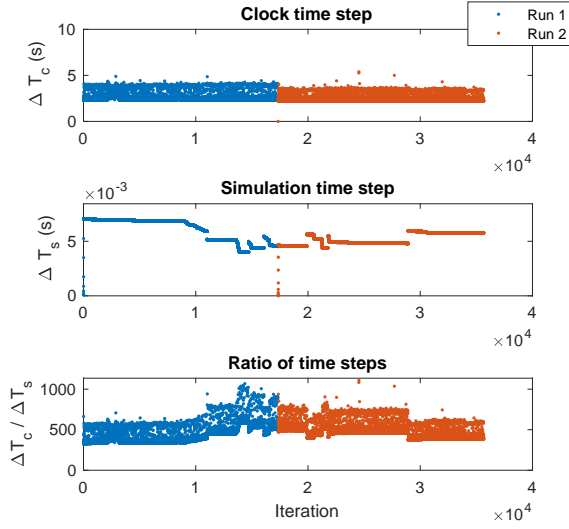 Clock time step
Run 1
Run 2
10
5
0
Δ T_c (s)
0 1 2 3 4
×10^4
Simulation time step
×10^-3
5
0
Δ T_s (s)
0 1 2 3 4
×10^4
Ratio of time steps
1000
500
0
Δ T_c / Δ T_s
0 1 2 3 4
Iteration
×10^4